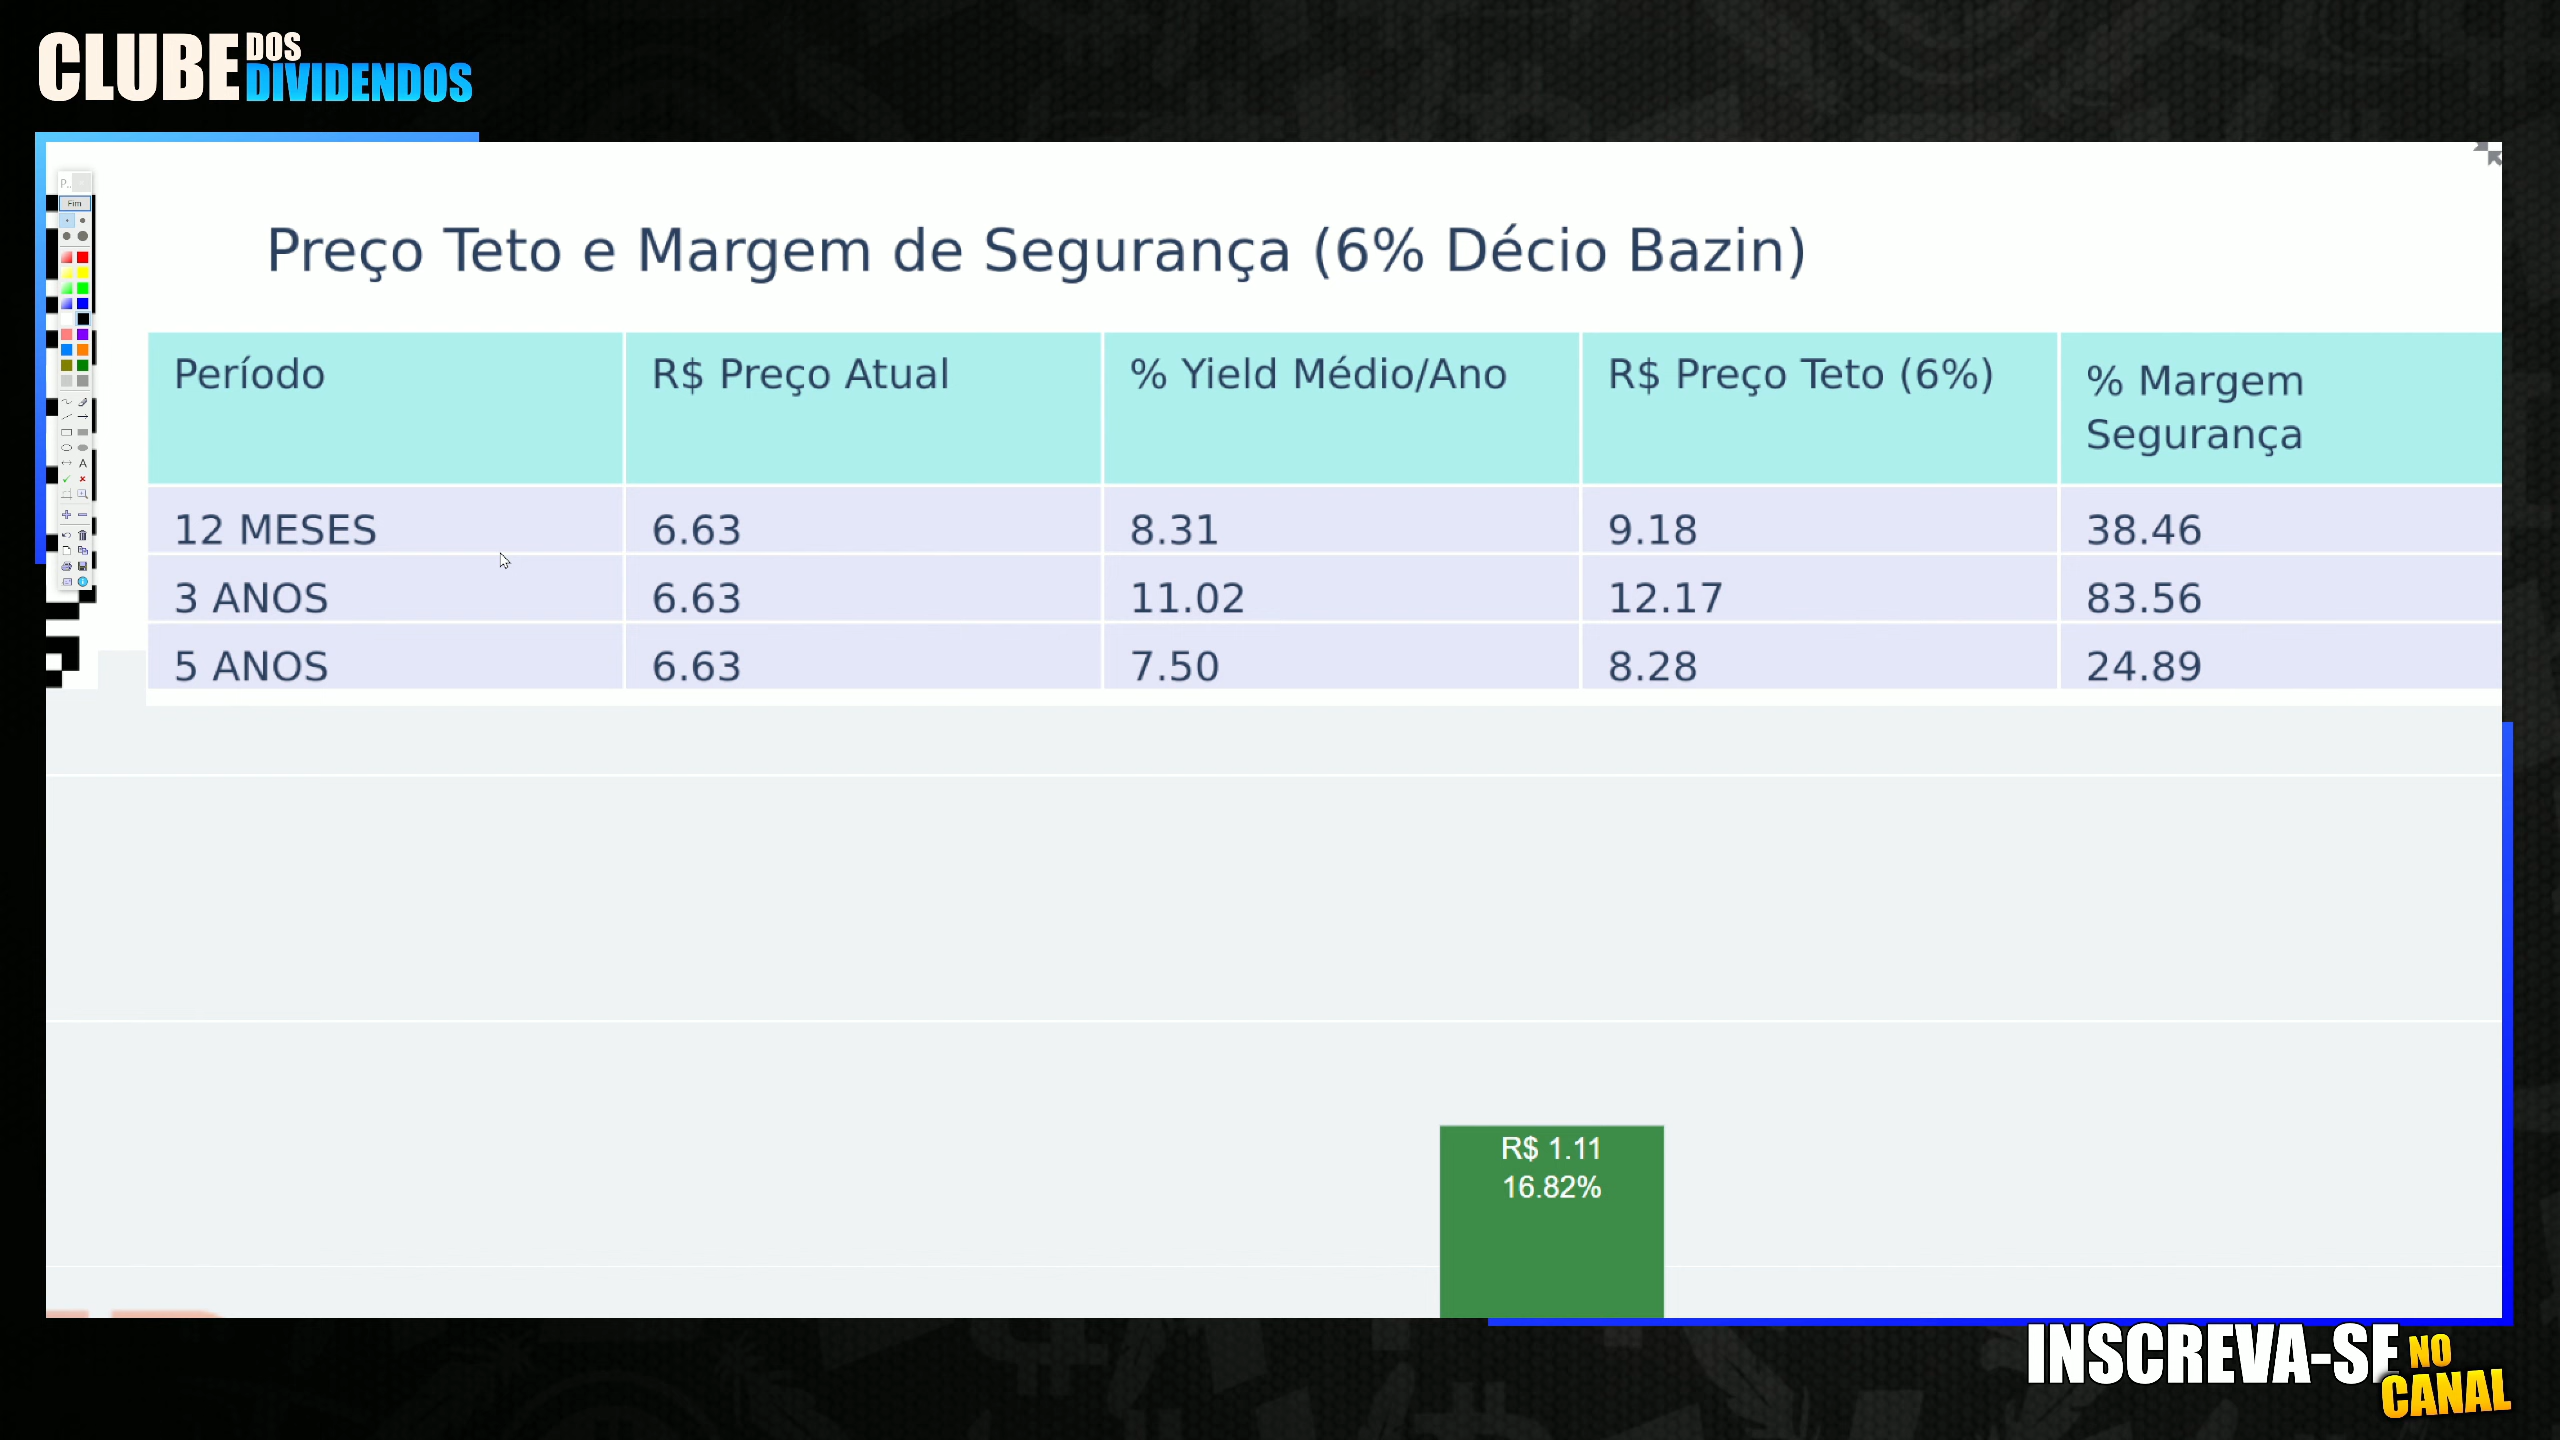 CLUBE DOS DIVIDENDOS
P..
Fim
A
Preço Teto e Margem de Segurança (6% Décio Bazin)
Período R$ Preço Atual % Yield Médio/Ano R$ Preço Teto (6%) % Margem Segurança
12 MESES 6.63 8.31 9.18 38.46
3 ANOS 6.63 11.02 12.17 83.56
5 ANOS 6.63 7.50 8.28 24.89
R$ 1.11
16.82%
INSCREVA-SE NO CANAL